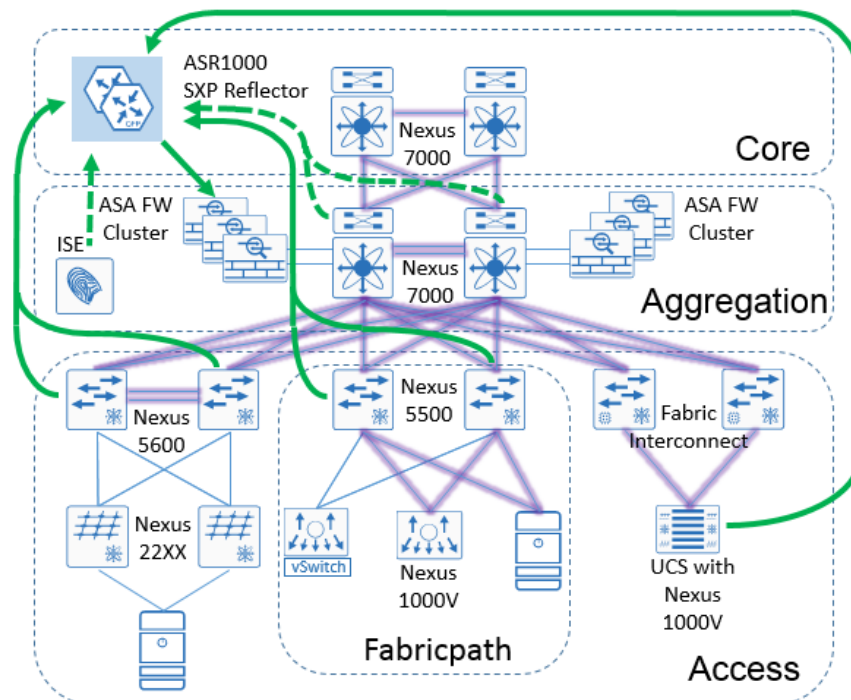 ASR1000
SXP Reflector
CPP
Nexus
7000
Core
ASA FW
Cluster
ISE
ASA FW
Cluster
Nexus
7000
Aggregation
Nexus
5600
Nexus
5500
Fabric
Interconnect
Nexus
22XX
vSwitch
Nexus
1000V
UCS with
Nexus
1000V
Fabricpath
Access